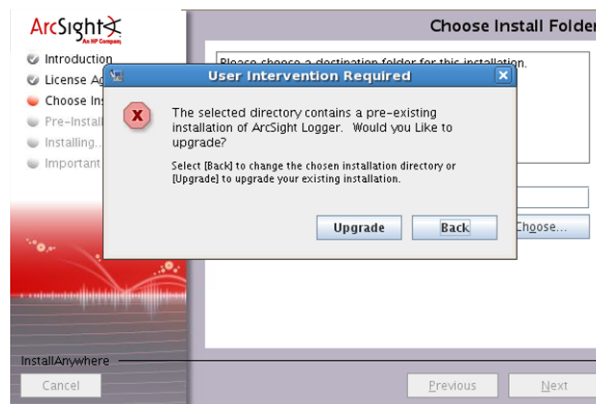 ArcSight
An HP Company
Choose Install Folder
Introduction
License Ag
Choose Ins
Pre-Install
Installing..
Important
Please choose a destination folder for this installation.
User Intervention Required
X
The selected directory contains a pre-existing
installation of ArcSight Logger. Would you Like to
upgrade?
Select [Back] to change the chosen installation directory or
[Upgrade] to upgrade your existing installation.
Upgrade
Back
Choose...
InstallAnywhere
Cancel
Previous
Next